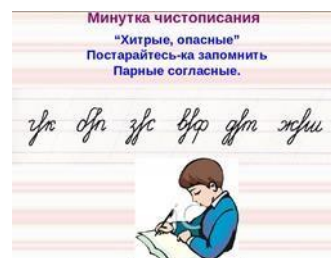 Минутка чистописания
“Хитрые, опасные”
Постарайтесь-ка запомнить
Парные согласные.
г/к б/п з/с в/ф д/т ж/ш